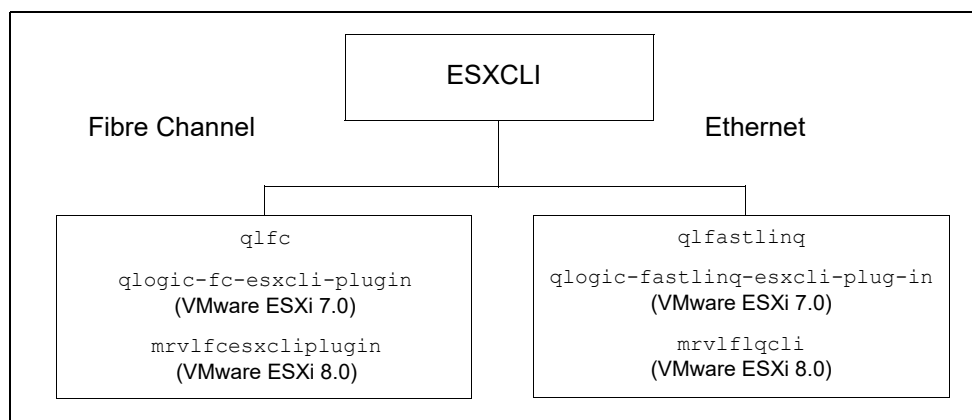 ESXCLI
Fibre Channel
Ethernet
qlfc
qlogic-fc-esxcli-plugin
(VMware ESXi 7.0)
mrvlfcesxcliplugin
(VMware ESXi 8.0)
qlfastlinq
qlogic-fastlinq-esxcli-plug-in
(VMware ESXi 7.0)
mrvlflqcli
(VMware ESXi 8.0)